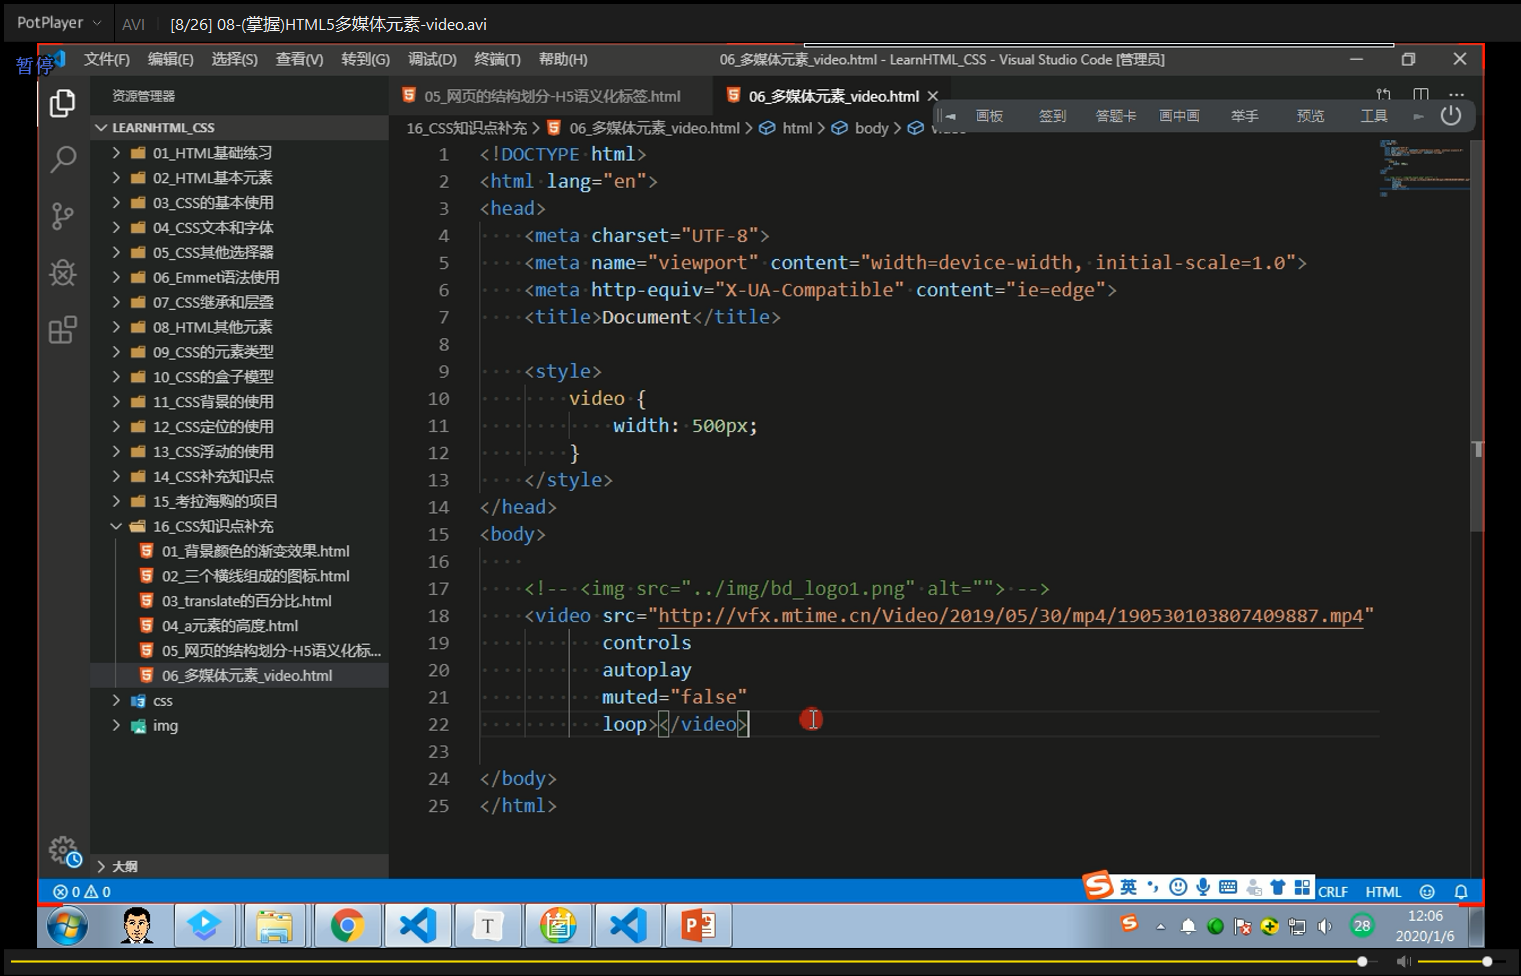 PotPlayer AVI [8/26] 08-(掌握)HTML5多媒体元素-video.avi
暂停
文件(F) 编辑(E) 选择(S) 查看(V) 转到(G) 调试(D) 终端(T) 帮助(H) 06_多媒体元素_video.html - LearnHTML_CSS - Visual Studio Code [管理员]
资源管理器
05_网页的结构划分-H5语义化标签.html 06_多媒体元素_video.html
画板 签到 答题卡 画中画 举手 预览 工具
16_CSS知识点补充 > 06_多媒体元素_video.html > html > body >
LEARNHTML_CSS
01_HTML基础练习
02_HTML基本元素
03_CSS的基本使用
04_CSS文本和字体
05_CSS其他选择器
06_Emmet语法使用
07_CSS继承和层叠
08_HTML其他元素
09_CSS的元素类型
10_CSS的盒子模型
11_CSS背景的使用
12_CSS定位的使用
13_CSS浮动的使用
14_CSS补充知识点
15_考拉海购的项目
16_CSS知识点补充
01_背景颜色的渐变效果.html
02_三个横线组成的图标.html
03_translate的百分比.html
04_a元素的高度.html
05_网页的结构划分-H5语义化标...
06_多媒体元素_video.html
css
img
大纲
1 <!DOCTYPE html>
2 <html lang="en">
3 <head>
4 <meta charset="UTF-8">
5 <meta name="viewport" content="width=device-width, initial-scale=1.0">
6 <meta http-equiv="X-UA-Compatible" content="ie=edge">
7 <title>Document</title>
8
9 <style>
10 video {
11 width: 500px;
12 }
13 </style>
14 </head>
15 <body>
16
17 <!-- <img src="../img/bd_logo1.png" alt=""> -->
18 <video src="http://vfx.mtime.cn/Video/2019/05/30/mp4/190530103807409887.mp4"
19 controls
20 autoplay
21 muted="false"
22 loop></video>
23
24 </body>
25 </html>
0 0 英 CRLF HTML
T P 28 12:06
2020/1/6